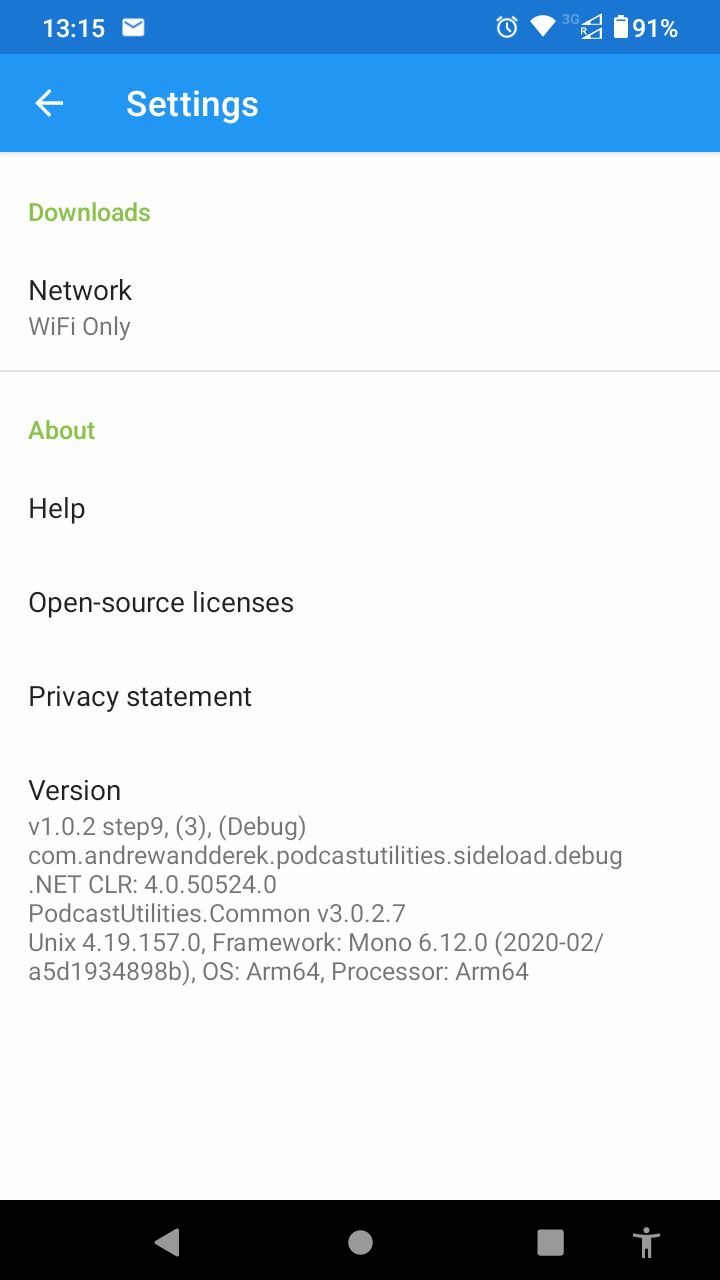 13:15 3G R 91%
Settings
Downloads
Network
WiFi Only
About
Help
Open-source licenses
Privacy statement
Version
v1.0.2 step9, (3), (Debug)
com.andrewandderek.podcastutilities.sideload.debug
.NET CLR: 4.0.50524.0
PodcastUtilities.Common v3.0.2.7
Unix 4.19.157.0, Framework: Mono 6.12.0 (2020-02/
a5d1934898b), OS: Arm64, Processor: Arm64